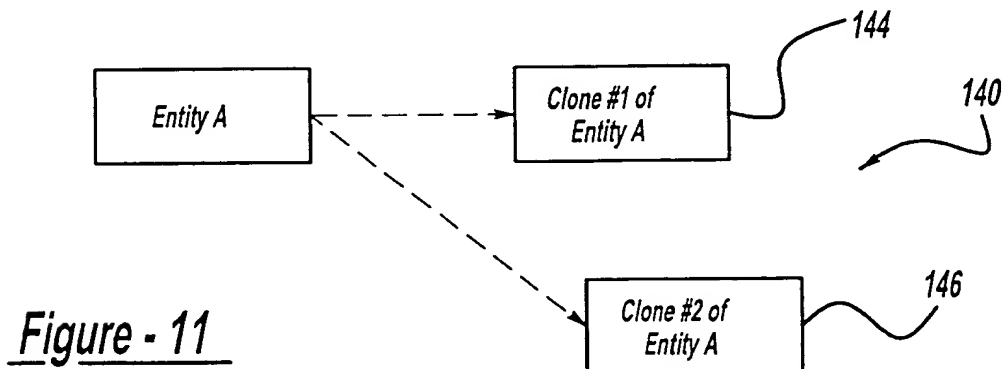 144
Entity A
Clone #1 of
Entity A
140
Clone #2 of
Entity A
146
Figure - 11